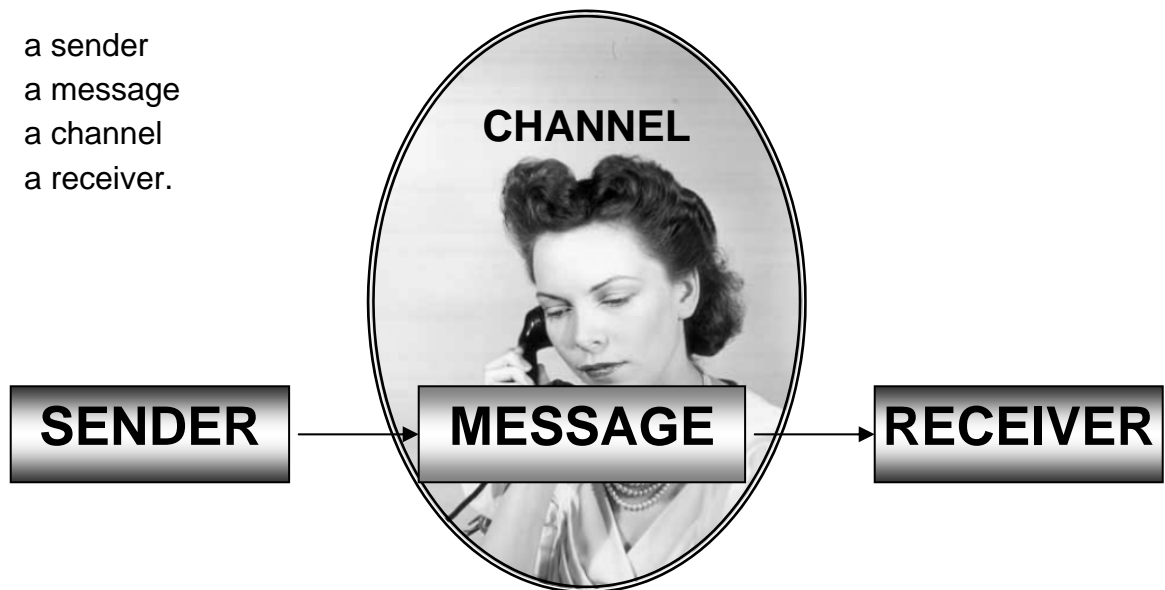 a sender
a message
a channel
a receiver.
CHANNEL
SENDER
MESSAGE
RECEIVER